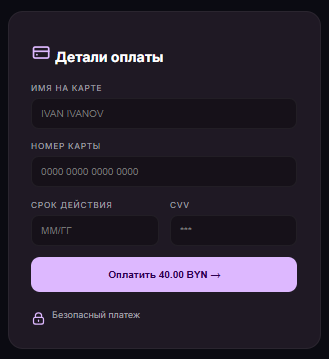 Детали оплаты
ИМЯ НА КАРТЕ
IVAN IVANOV
НОМЕР КАРТЫ
0000 0000 0000 0000
СРОК ДЕЙСТВИЯ CVV
ММ/ГГ ***
Оплатить 40.00 BYN →
Безопасный платеж